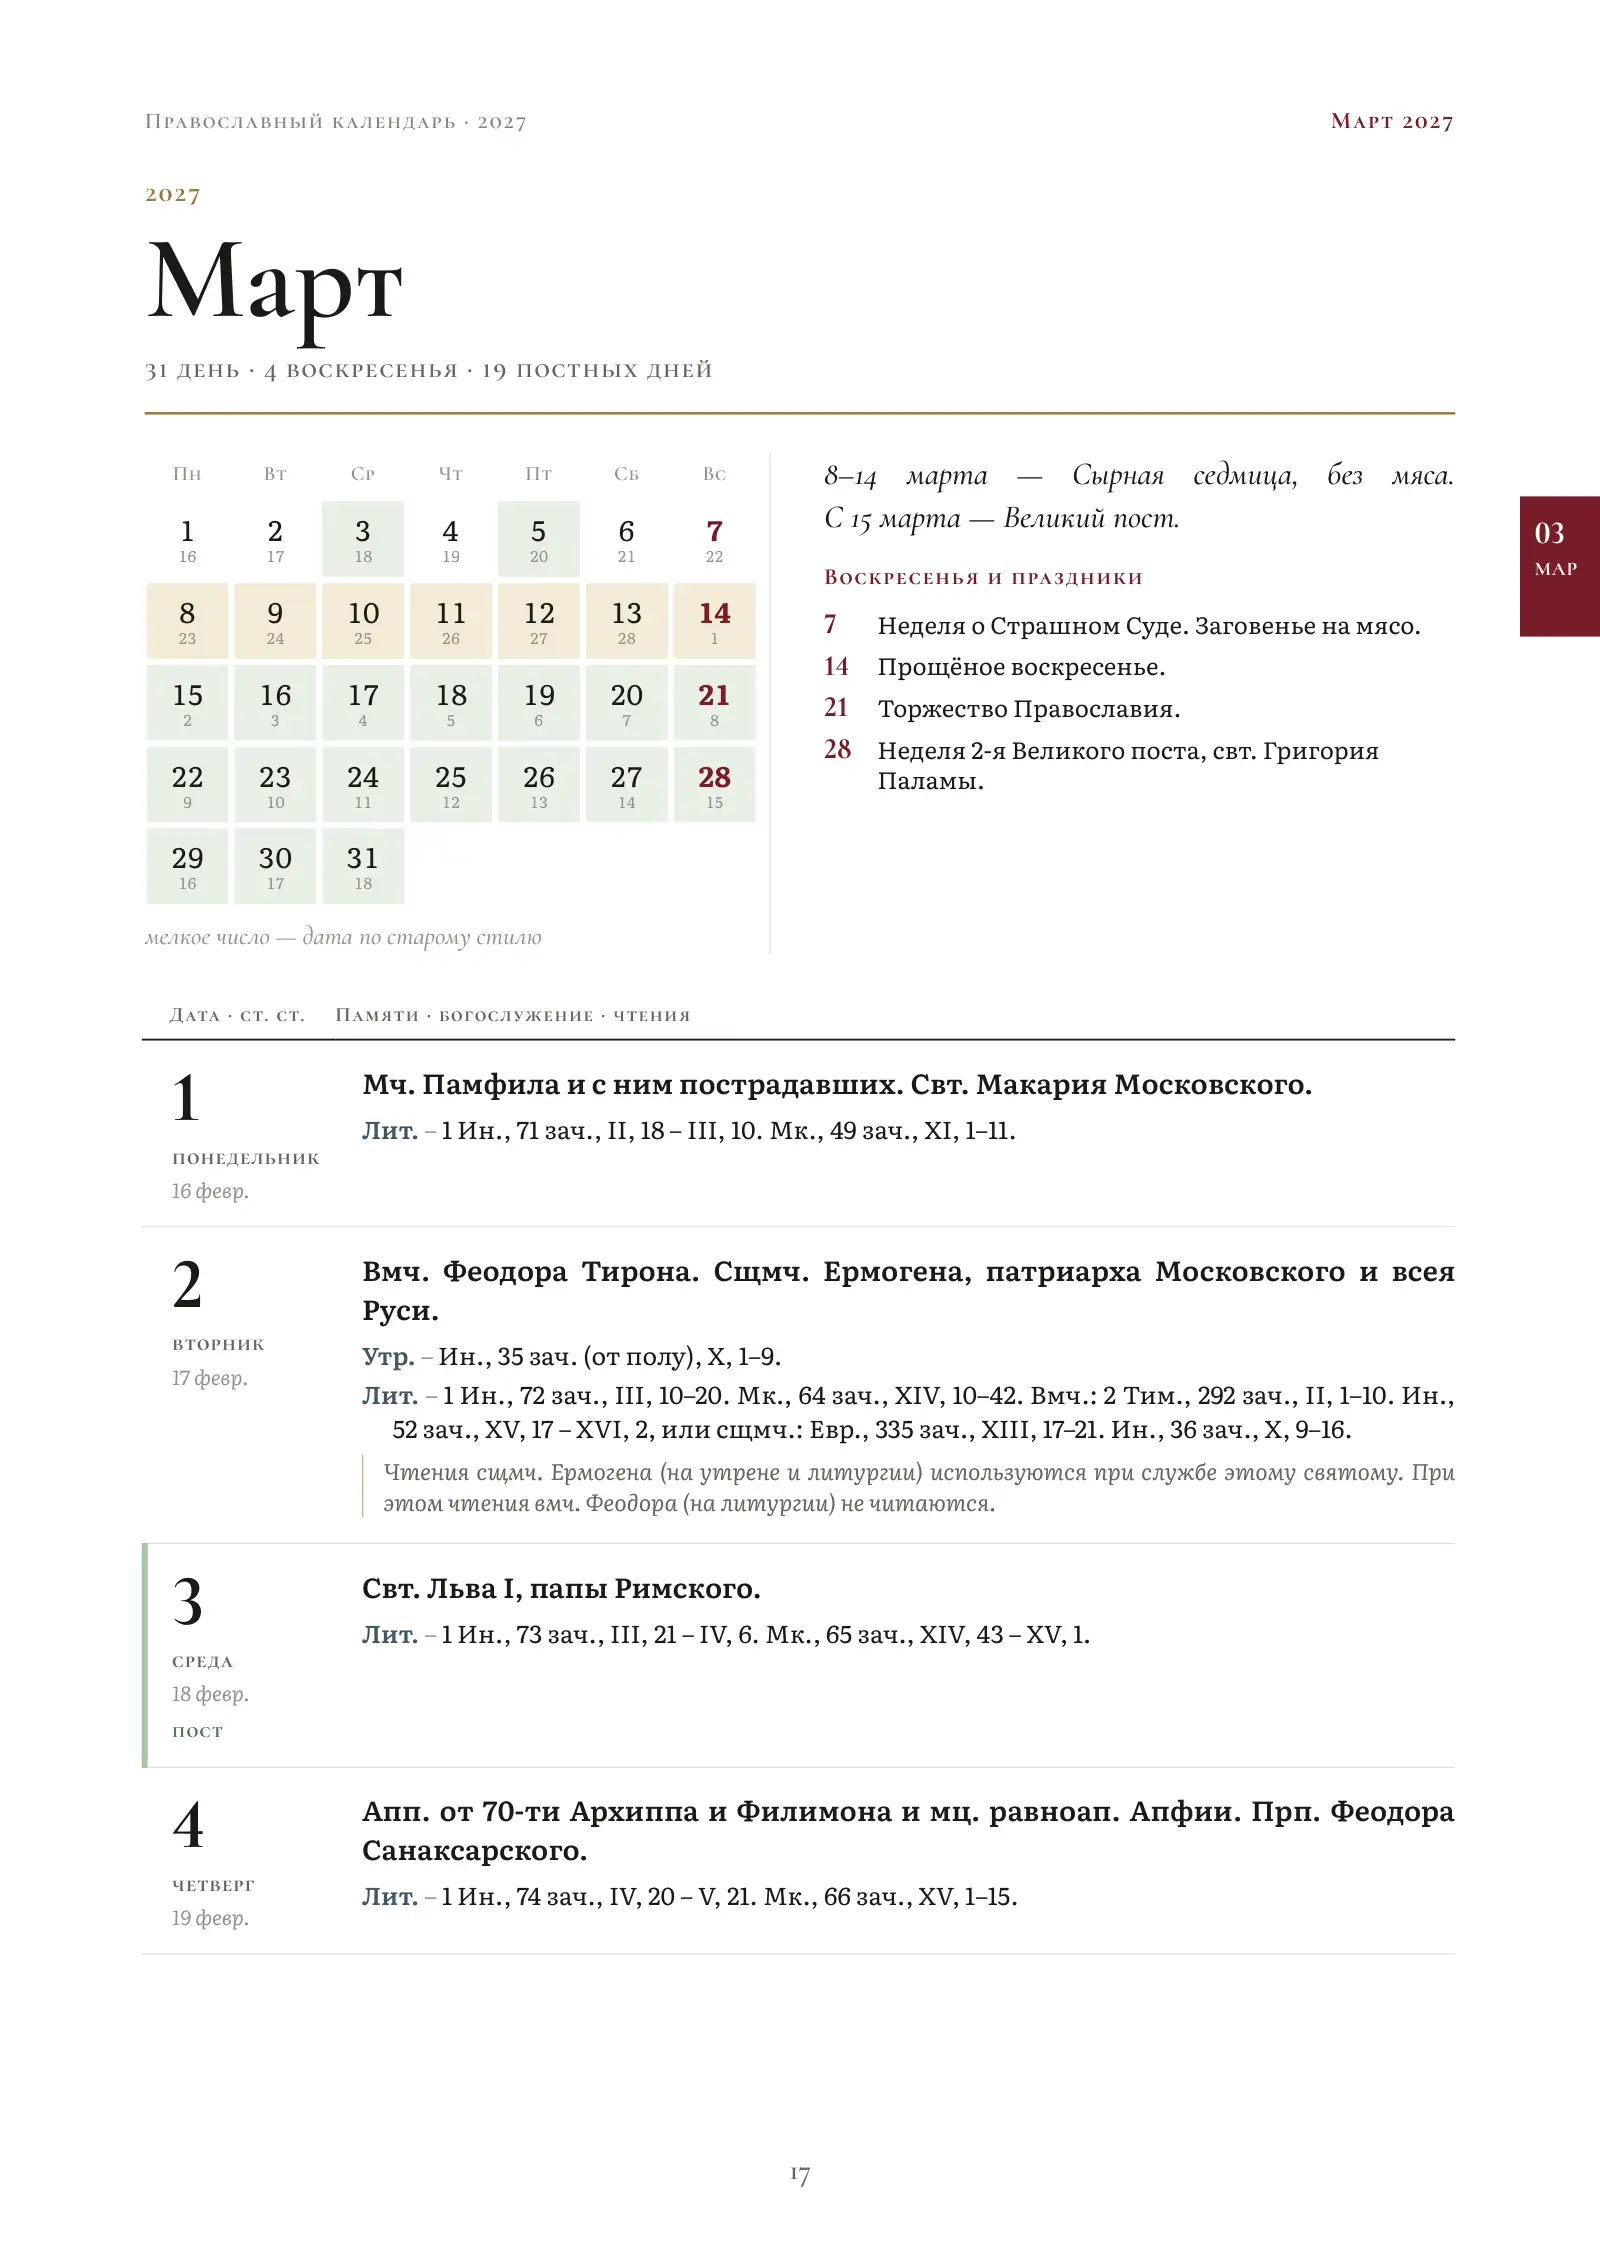 Православный календарь · 2027
Март 2027
2027
Март
31 день · 4 воскресенья · 19 постных дней
Пн Вт Ср Чт Пт Сб Вс
1 2 3 4 5 6 7
16 17 18 19 20 21 22
8 9 10 11 12 13 14
23 24 25 26 27 28 1
15 16 17 18 19 20 21
2 3 4 5 6 7 8
22 23 24 25 26 27 28
9 10 11 12 13 14 15
29 30 31
16 17 18
мелкое число — дата по старому стилю
8–14 марта — Сырная седмица, без мяса.
С 15 марта — Великий пост.
Воскресенья и праздники
7 Неделя о Страшном Суде. Заговенье на мясо.
14 Прощёное воскресенье.
21 Торжество Православия.
28 Неделя 2-я Великого поста, свт. Григория
Паламы.
03
мар
Дата · ст. ст. Памяти · богослужение · чтения
1
понедельник
16 февр.
Мч. Памфила и с ним пострадавших. Свт. Макария Московского.
Лит. – 1 Ин., 71 зач., II, 18 – III, 10. Мк., 49 зач., XI, 1–11.
2
вторник
17 февр.
Вмч. Феодора Тирона. Сщмч. Ермогена, патриарха Московского и всея
Руси.
Утр. – Ин., 35 зач. (от полу), X, 1–9.
Лит. – 1 Ин., 72 зач., III, 10–20. Мк., 64 зач., XIV, 10–42. Вмч.: 2 Тим., 292 зач., II, 1–10. Ин.,
52 зач., XV, 17 – XVI, 2, или сщмч.: Евр., 335 зач., XIII, 17–21. Ин., 36 зач., X, 9–16.
Чтения сщмч. Ермогена (на утрене и литургии) используются при службе этому святому. При
этом чтения вмч. Феодора (на литургии) не читаются.
3
среда
18 февр.
пост
Свт. Льва I, папы Римского.
Лит. – 1 Ин., 73 зач., III, 21 – IV, 6. Мк., 65 зач., XIV, 43 – XV, 1.
4
четверг
19 февр.
Апп. от 70-ти Архиппа и Филимона и мц. равноап. Апфии. Прп. Феодора
Санаксарского.
Лит. – 1 Ин., 74 зач., IV, 20 – V, 21. Мк., 66 зач., XV, 1–15.
17